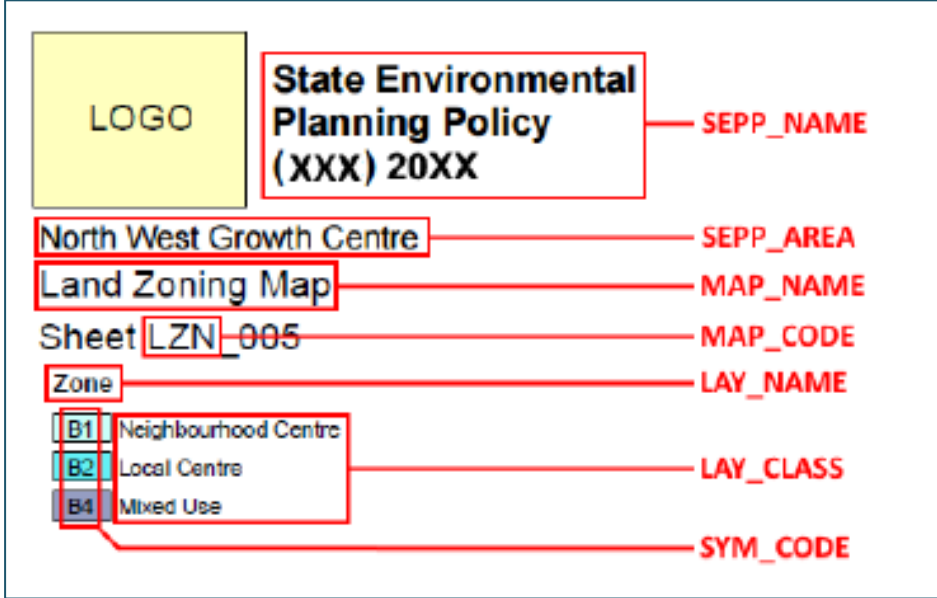 LOGO
State Environmental
Planning Policy
(XXX) 20XX
SEPP_NAME
North West Growth Centre
SEPP_AREA
Land Zoning Map
MAP_NAME
Sheet LZN_005
MAP_CODE
Zone
LAY_NAME
B1 Neighbourhood Centre
B2 Local Centre
LAY_CLASS
B4 Mixed Use
SYM_CODE